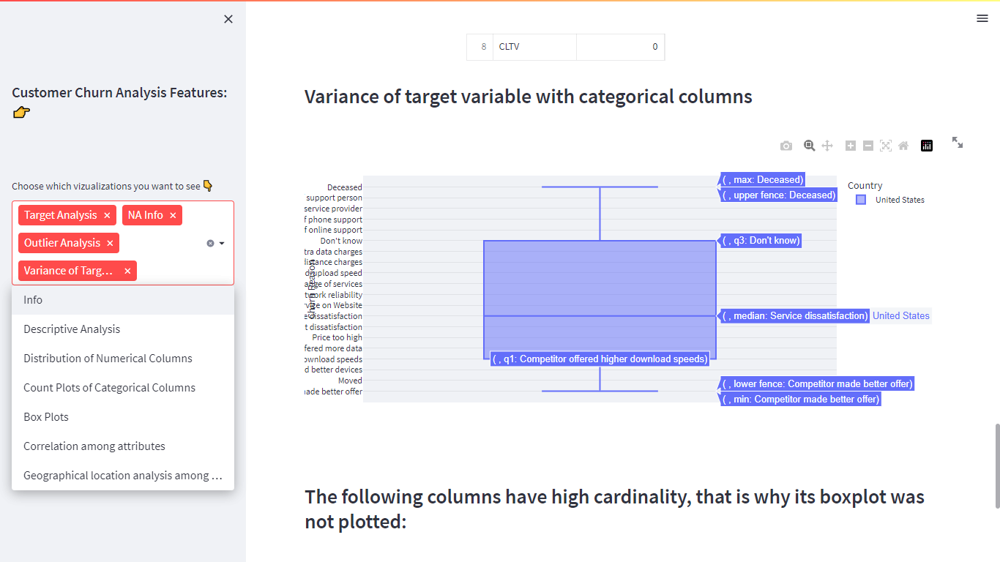 8 CLTV 0
Customer Churn Analysis Features:
👉
Variance of target variable with categorical columns
Choose which vizualizations you want to see 👇
Target Analysis ×
NA Info ×
Outlier Analysis ×
Variance of Targ… ×
Info
Descriptive Analysis
Distribution of Numerical Columns
Count Plots of Categorical Columns
Box Plots
Correlation among attributes
Geographical location analysis among …
Churn Reason
Deceased
support person
service provider
f phone support
f online support
Don't know
tra data charges
distance charges
upload speed
ange of services
twork reliability
vice on Website
e dissatisfaction
t dissatisfaction
Price too high
fered more data
ownload speeds
d better devices
Moved
made better offer
( , max: Deceased)
( , upper fence: Deceased)
( , q3: Don't know)
( , median: Service dissatisfaction) United States
( , q1: Competitor offered higher download speeds)
( , lower fence: Competitor made better offer)
( , min: Competitor made better offer)
Country
United States
The following columns have high cardinality, that is why its boxplot was
not plotted: